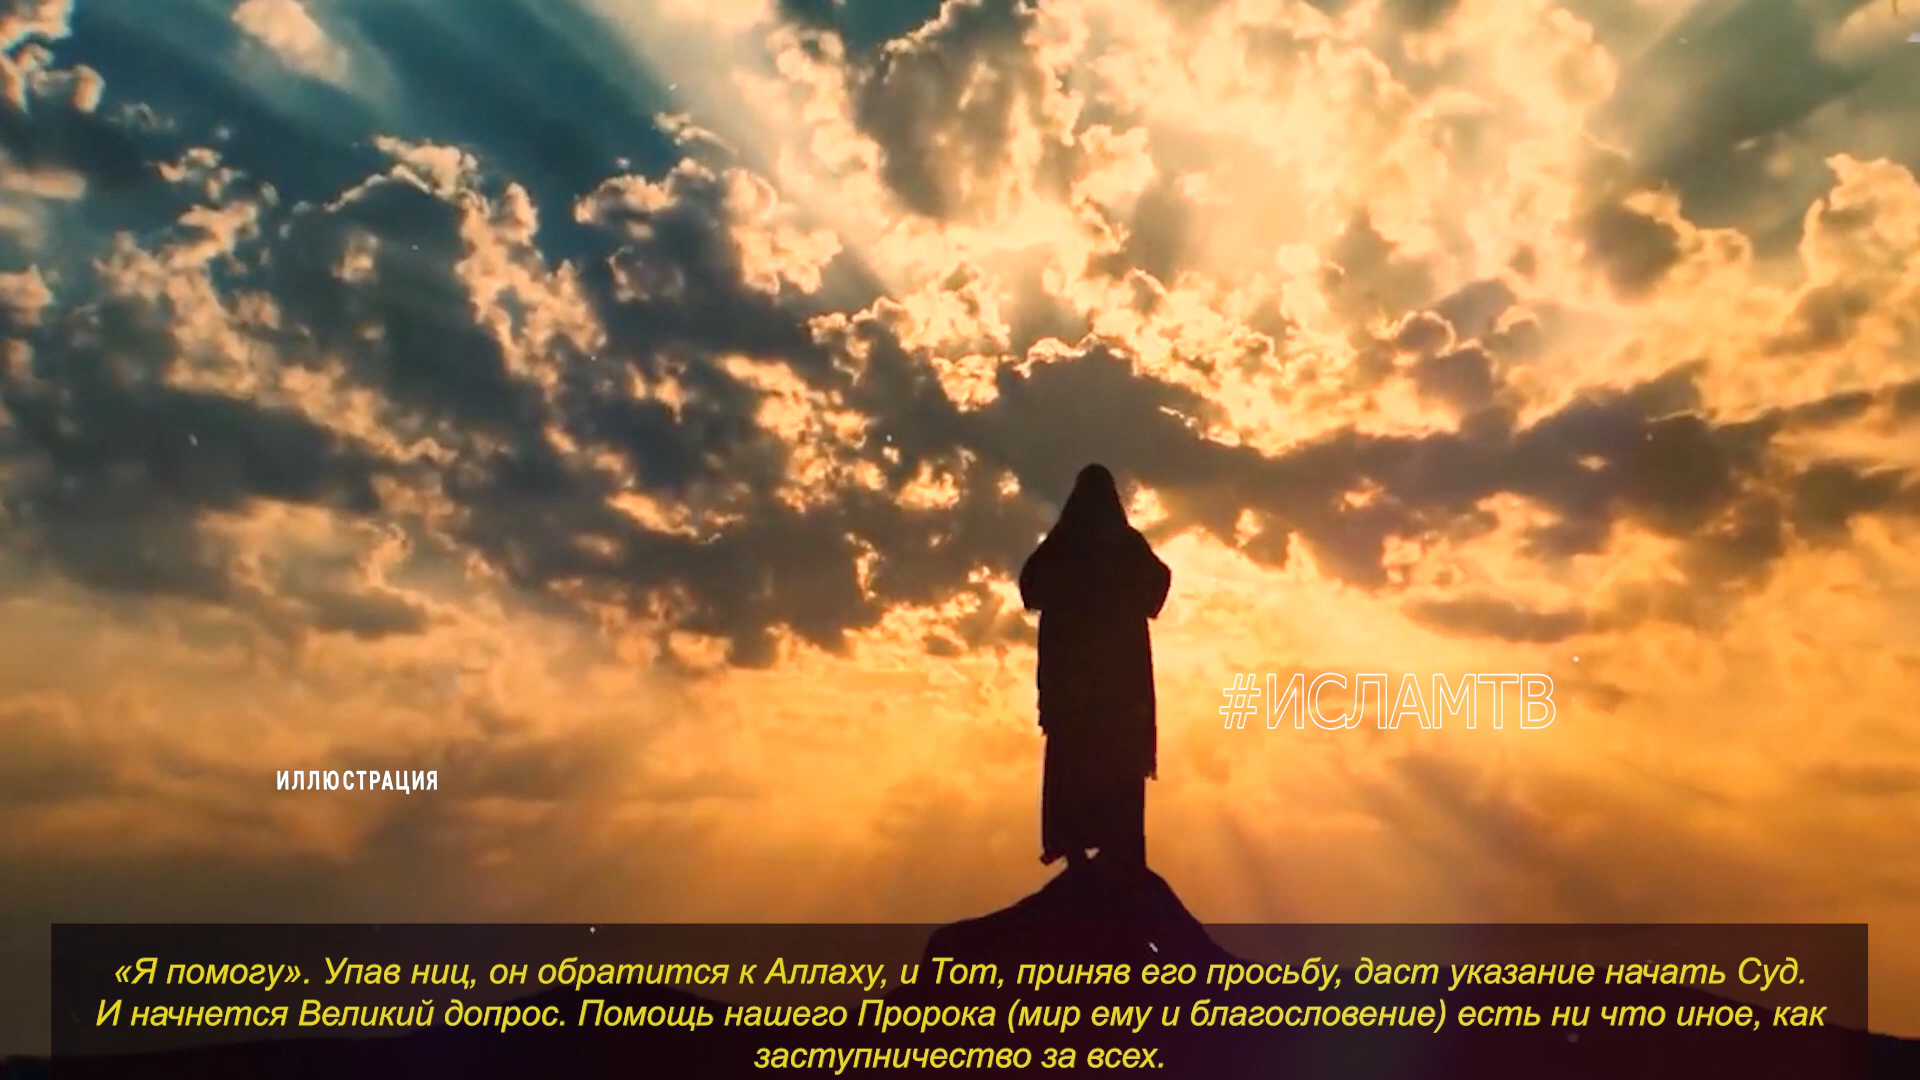 #ИСЛАМТВ
ИЛЛЮСТРАЦИЯ
«Я помогу». Упав ниц, он обратится к Аллаху, и Тот, приняв его просьбу, даст указание начать Суд.
И начнется Великий допрос. Помощь нашего Пророка (мир ему и благословение) есть ни что иное, как
заступничество за всех.